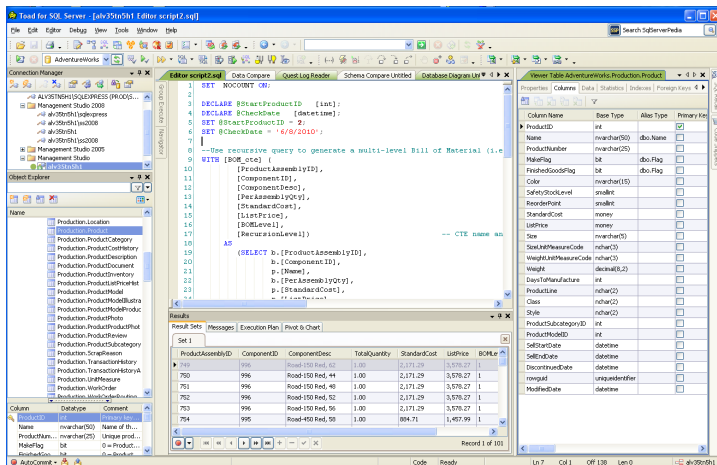 Toad for SQL Server - [alv35tn5h1 Editor script2.sql]
File Edit Editor Debug View Tools Window Help
Search SqlServerPedia
AdventureWorks
Connection Manager
ALV35TN5H1\SQLEXPRESS (PROD\S...
Management Studio 2008
alv35tn5h1\sqlexpress
alv35tn5h1\ss2008
alv35tn5h1
alv35tn5h1\ss2008
Management Studio 2005
Management Studio
alv35tn5h1
Object Explorer
Name
Production.Location
Production.Product
Production.ProductCategory
Production.ProductCostHistory
Production.ProductDescription
Production.ProductDocument
Production.ProductInventory
Production.ProductListPriceHist
Production.ProductModel
Production.ProductModelIllustra
Production.ProductModelProduc
Production.ProductPhoto
Production.ProductProductPhot
Production.ProductReview
Production.ProductSubcategory
Production.ScrapReason
Production.TransactionHistory
Production.TransactionHistoryA
Production.UnitMeasure
Production.WorkOrder
Production.WorkOrderRouting
Column Datatype Comment
ProductID int Primary key...
Name nvarchar(50) Name of th...
ProductNum... nvarchar(25) Unique prod...
MakeFlag bit 0 = Product...
FinishedGoo bit 0 = Product
Group Execute
Navigator
Editor script2.sql Data Compare Quest Log Reader Schema Compare Untitled Database Diagram Unt
1 SET NOCOUNT ON;
2
3 DECLARE @StartProductID [int];
4 DECLARE @CheckDate [datetime];
5 SET @StartProductID = 2;
6 SET @CheckDate = '6/8/2010';
7
8 --Use recursive query to generate a multi-level Bill of Material (i.e
9 WITH [BOM_cte] (
10 [ProductAssemblyID],
11 [ComponentID],
12 [ComponentDesc],
13 [PerAssemblyQty],
14 [StandardCost],
15 [ListPrice],
16 [BOMLevel],
17 [RecursionLevel]) -- CTE name an
18 AS
19 (SELECT b.[ProductAssemblyID],
20 b.[ComponentID],
21 p.[Name],
22 b.[PerAssemblyQty],
23 p.[StandardCost],
24 p.[ListPrice],
Results
Result Sets Messages Execution Plan Pivot & Chart
Set 1
ProductAssemblyID ComponentID ComponentDesc TotalQuantity StandardCost ListPrice BOMLev
749 996 Road-150 Red, 62 1.00 2,171.29 3,578.27 1
750 996 Road-150 Red, 44 1.00 2,171.29 3,578.27 1
751 996 Road-150 Red, 48 1.00 2,171.29 3,578.27 1
752 996 Road-150 Red, 52 1.00 2,171.29 3,578.27 1
753 996 Road-150 Red, 56 1.00 2,171.29 3,578.27 1
754 995 Road-450 Red, 58 1.00 884.71 1,457.99 1
Record 1 of 101
Viewer Table AdventureWorks.Production.Product
Properties Columns Data Statistics Indexes Foreign Keys
Column Name Base Type Alias Type Primary Key
ProductID int
Name nvarchar(50) dbo.Name
ProductNumber nvarchar(25)
MakeFlag bit dbo.Flag
FinishedGoodsFlag bit dbo.Flag
Color nvarchar(15)
SafetyStockLevel smallint
ReorderPoint smallint
StandardCost money
ListPrice money
Size nvarchar(5)
SizeUnitMeasureCode nchar(3)
WeightUnitMeasureCode nchar(3)
Weight decimal(8,2)
DaysToManufacture int
ProductLine nchar(2)
Class nchar(2)
Style nchar(2)
ProductSubcategoryID int
ProductModelID int
SellStartDate datetime
SellEndDate datetime
DiscontinuedDate datetime
rowguid uniqueidentifier
ModifiedDate datetime
AutoCommit Code Ready Ln 7 Col 1 Off 138 Len 0 alv35tn5h1